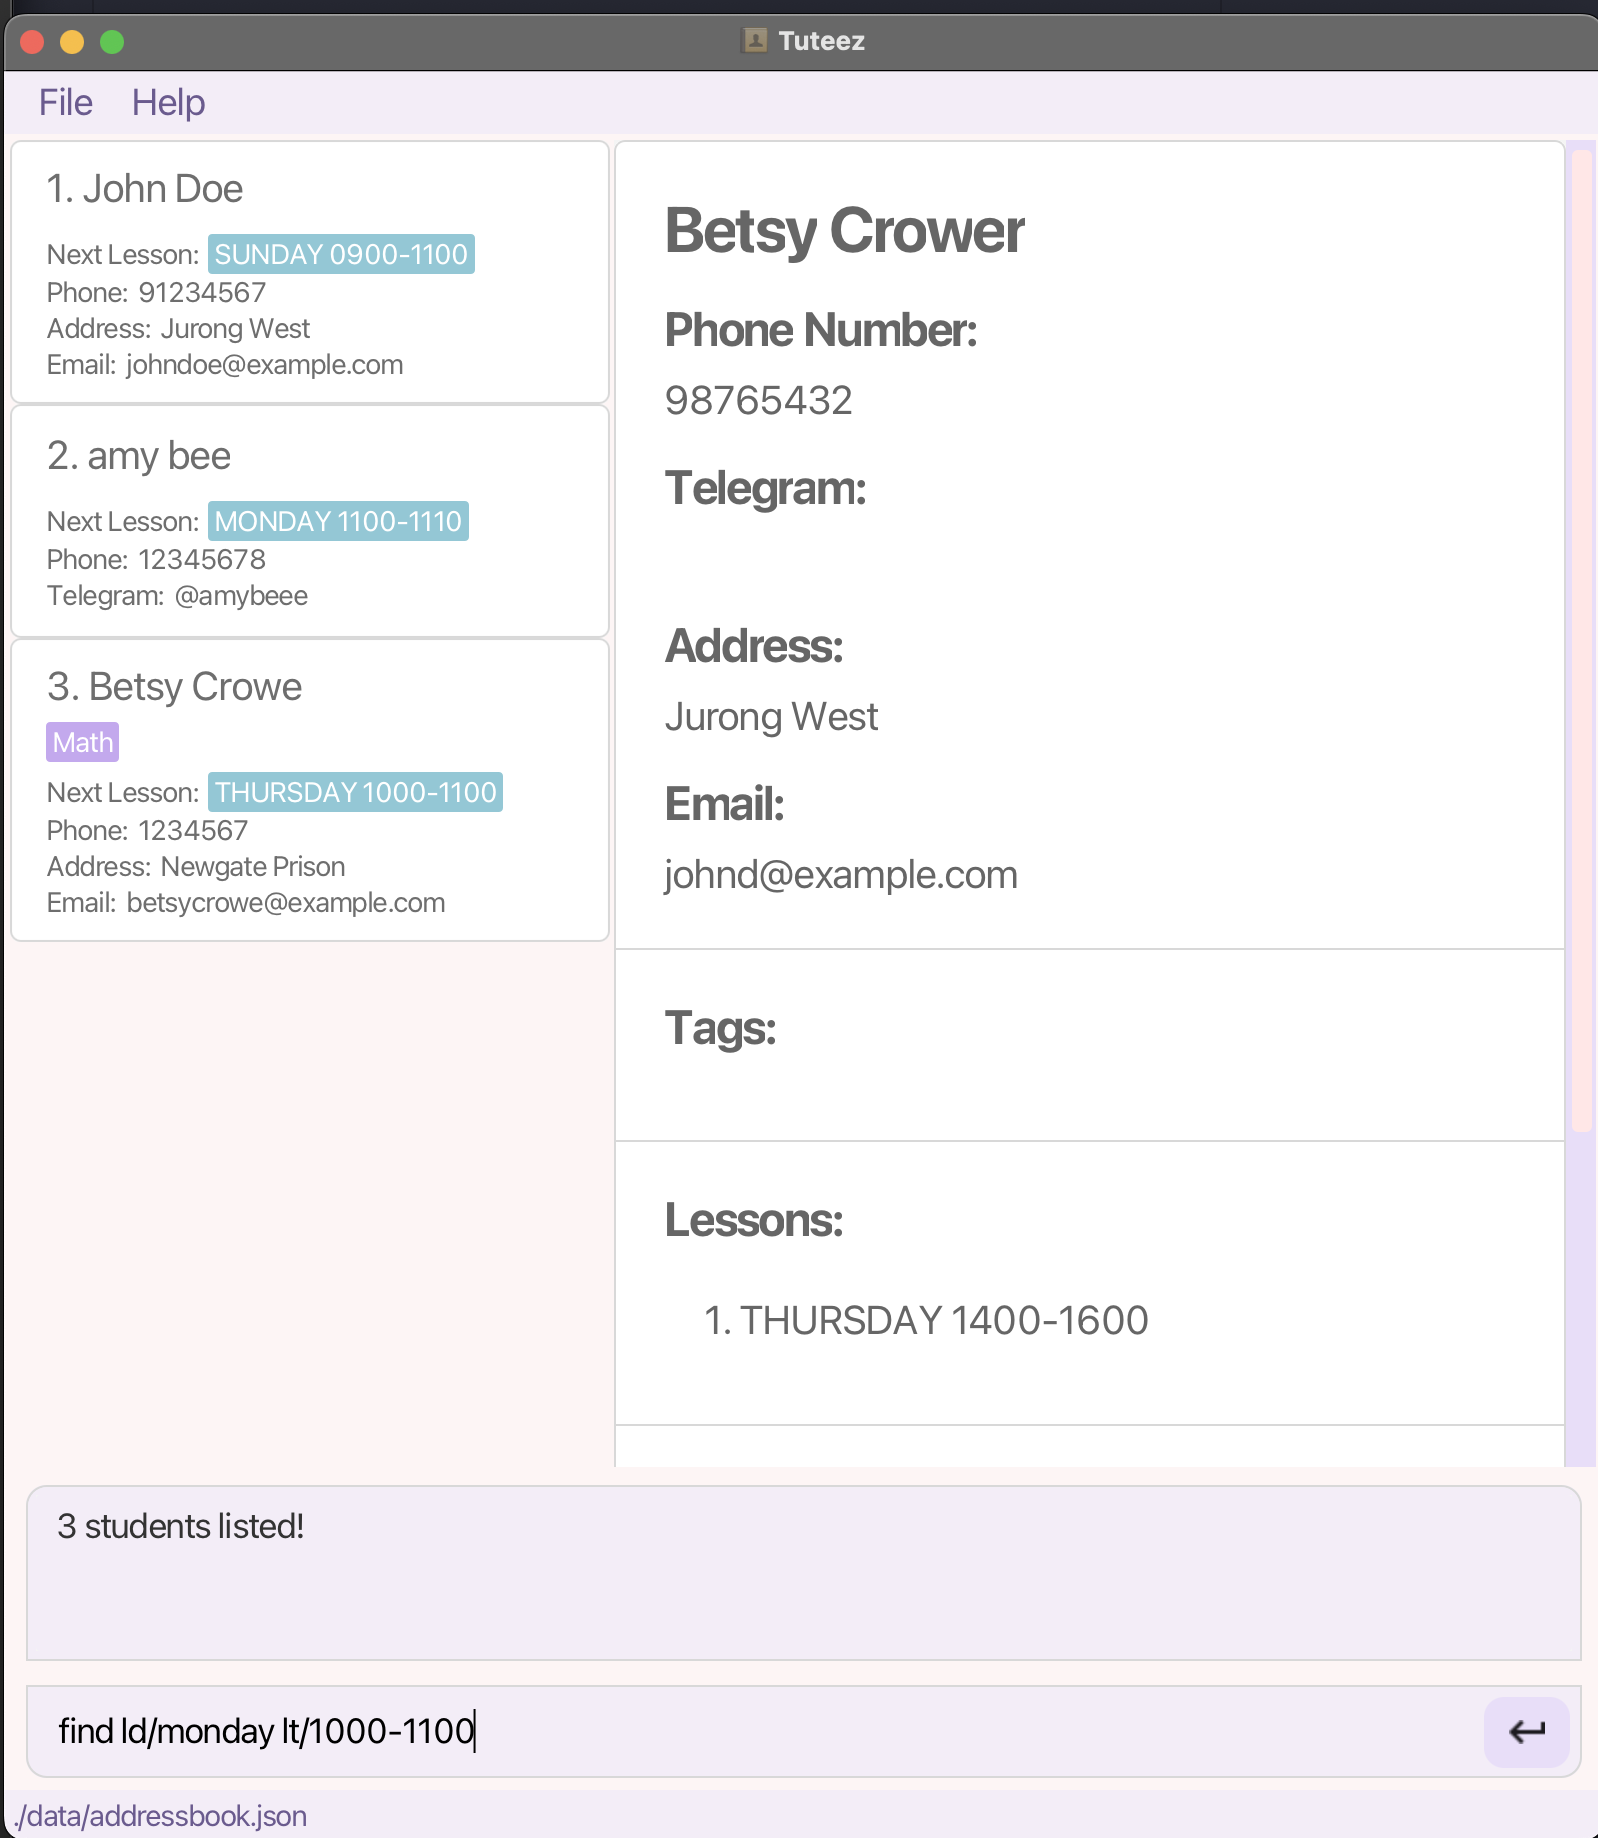 Tuteez
File Help
1. John Doe
Next Lesson: SUNDAY 0900-1100
Phone: 91234567
Address: Jurong West
Email: johndoe@example.com
2. amy bee
Next Lesson: MONDAY 1100-1110
Phone: 12345678
Telegram: @amybeee
3. Betsy Crowe
Math
Next Lesson: THURSDAY 1000-1100
Phone: 1234567
Address: Newgate Prison
Email: betsycrowe@example.com
Betsy Crower
Phone Number:
98765432
Telegram:
Address:
Jurong West
Email:
johnd@example.com
Tags:
Lessons:
1. THURSDAY 1400-1600
3 students listed!
find ld/monday lt/1000-1100
./data/addressbook.json